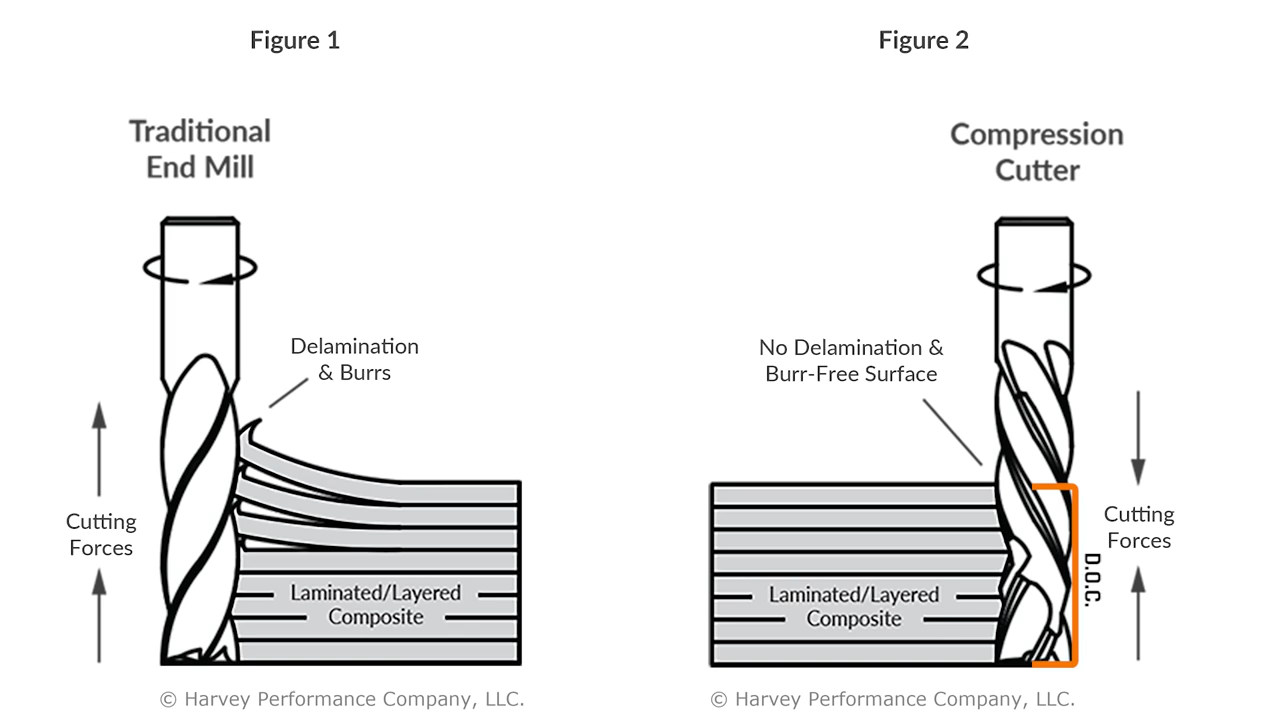 Figure 1
Traditional
End Mill
Delamination
& Burrs
Cutting
Forces
Laminated/Layered
Composite
© Harvey Performance Company, LLC.
Figure 2
Compression
Cutter
No Delamination &
Burr-Free Surface
Cutting
Forces
D.O.C.
Laminated/Layered
Composite
© Harvey Performance Company, LLC.